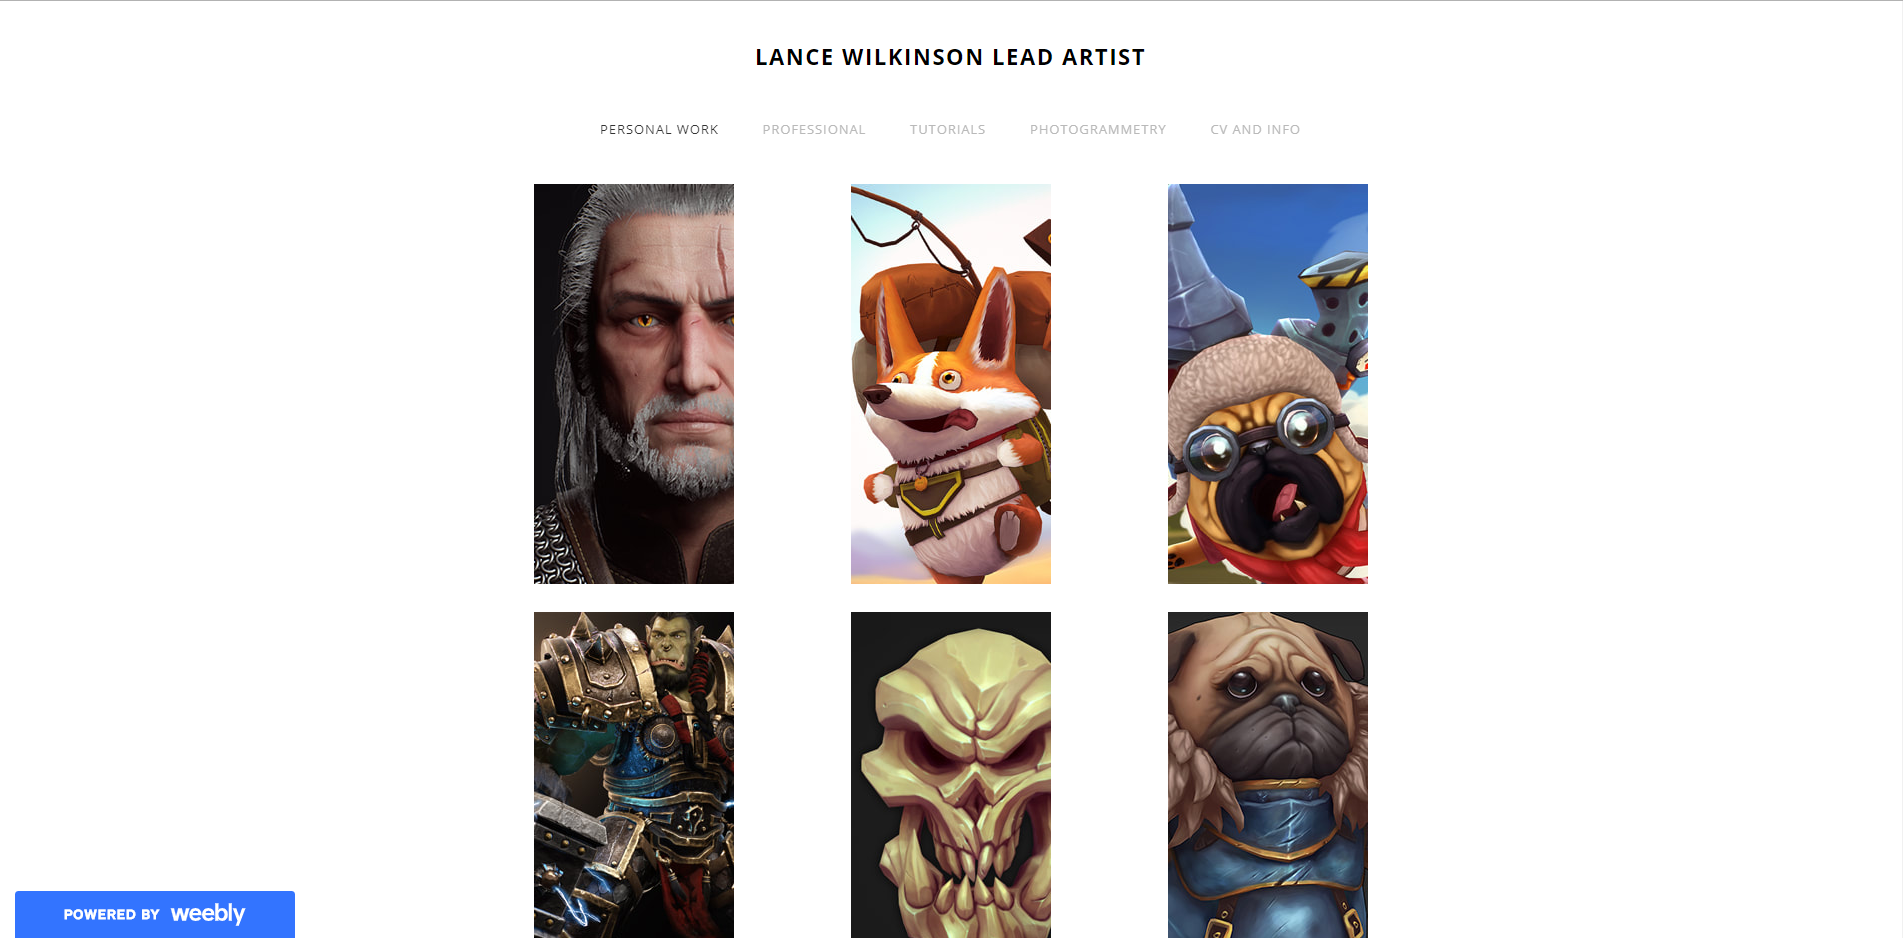 LANCE WILKINSON LEAD ARTIST
PERSONAL WORK PROFESSIONAL TUTORIALS PHOTOGRAMMETRY CV AND INFO
POWERED BY weebly